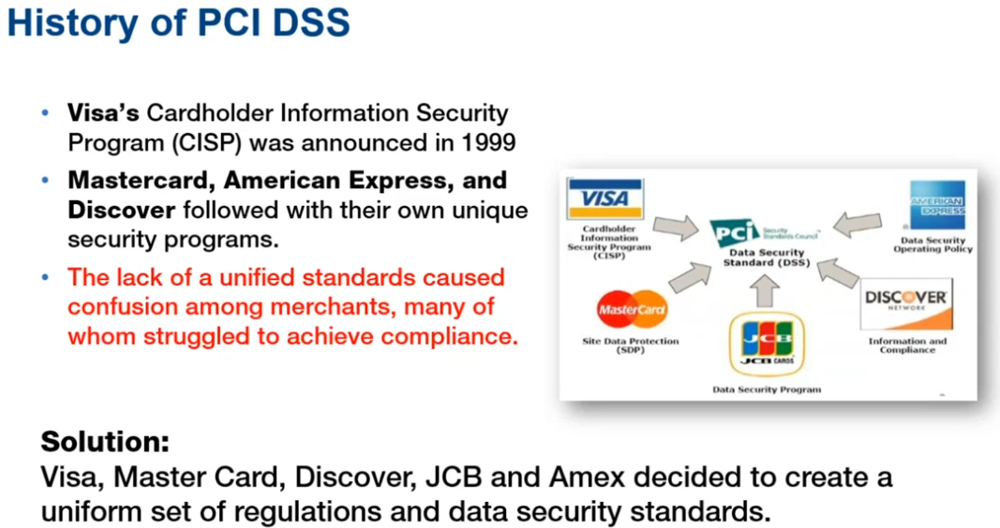 History of PCI DSS
• Visa's Cardholder Information Security
Program (CISP) was announced in 1999
• Mastercard, American Express, and
Discover followed with their own unique
security programs.
• The lack of a unified standards caused
confusion among merchants, many of
whom struggled to achieve compliance.
VISA
Cardholder
Information
Security Program
(CISP)
PCi Security
Standards Council
Data Security
Standard (DSS)
AMERICAN
EXPRESS
Data Security
Operating Policy
MasterCard
Site Data Protection
(SDP)
JCB
JCB CARDS
Data Security Program
DISCOVER
NETWORK
Information and
Compliance
Solution:
Visa, Master Card, Discover, JCB and Amex decided to create a
uniform set of regulations and data security standards.